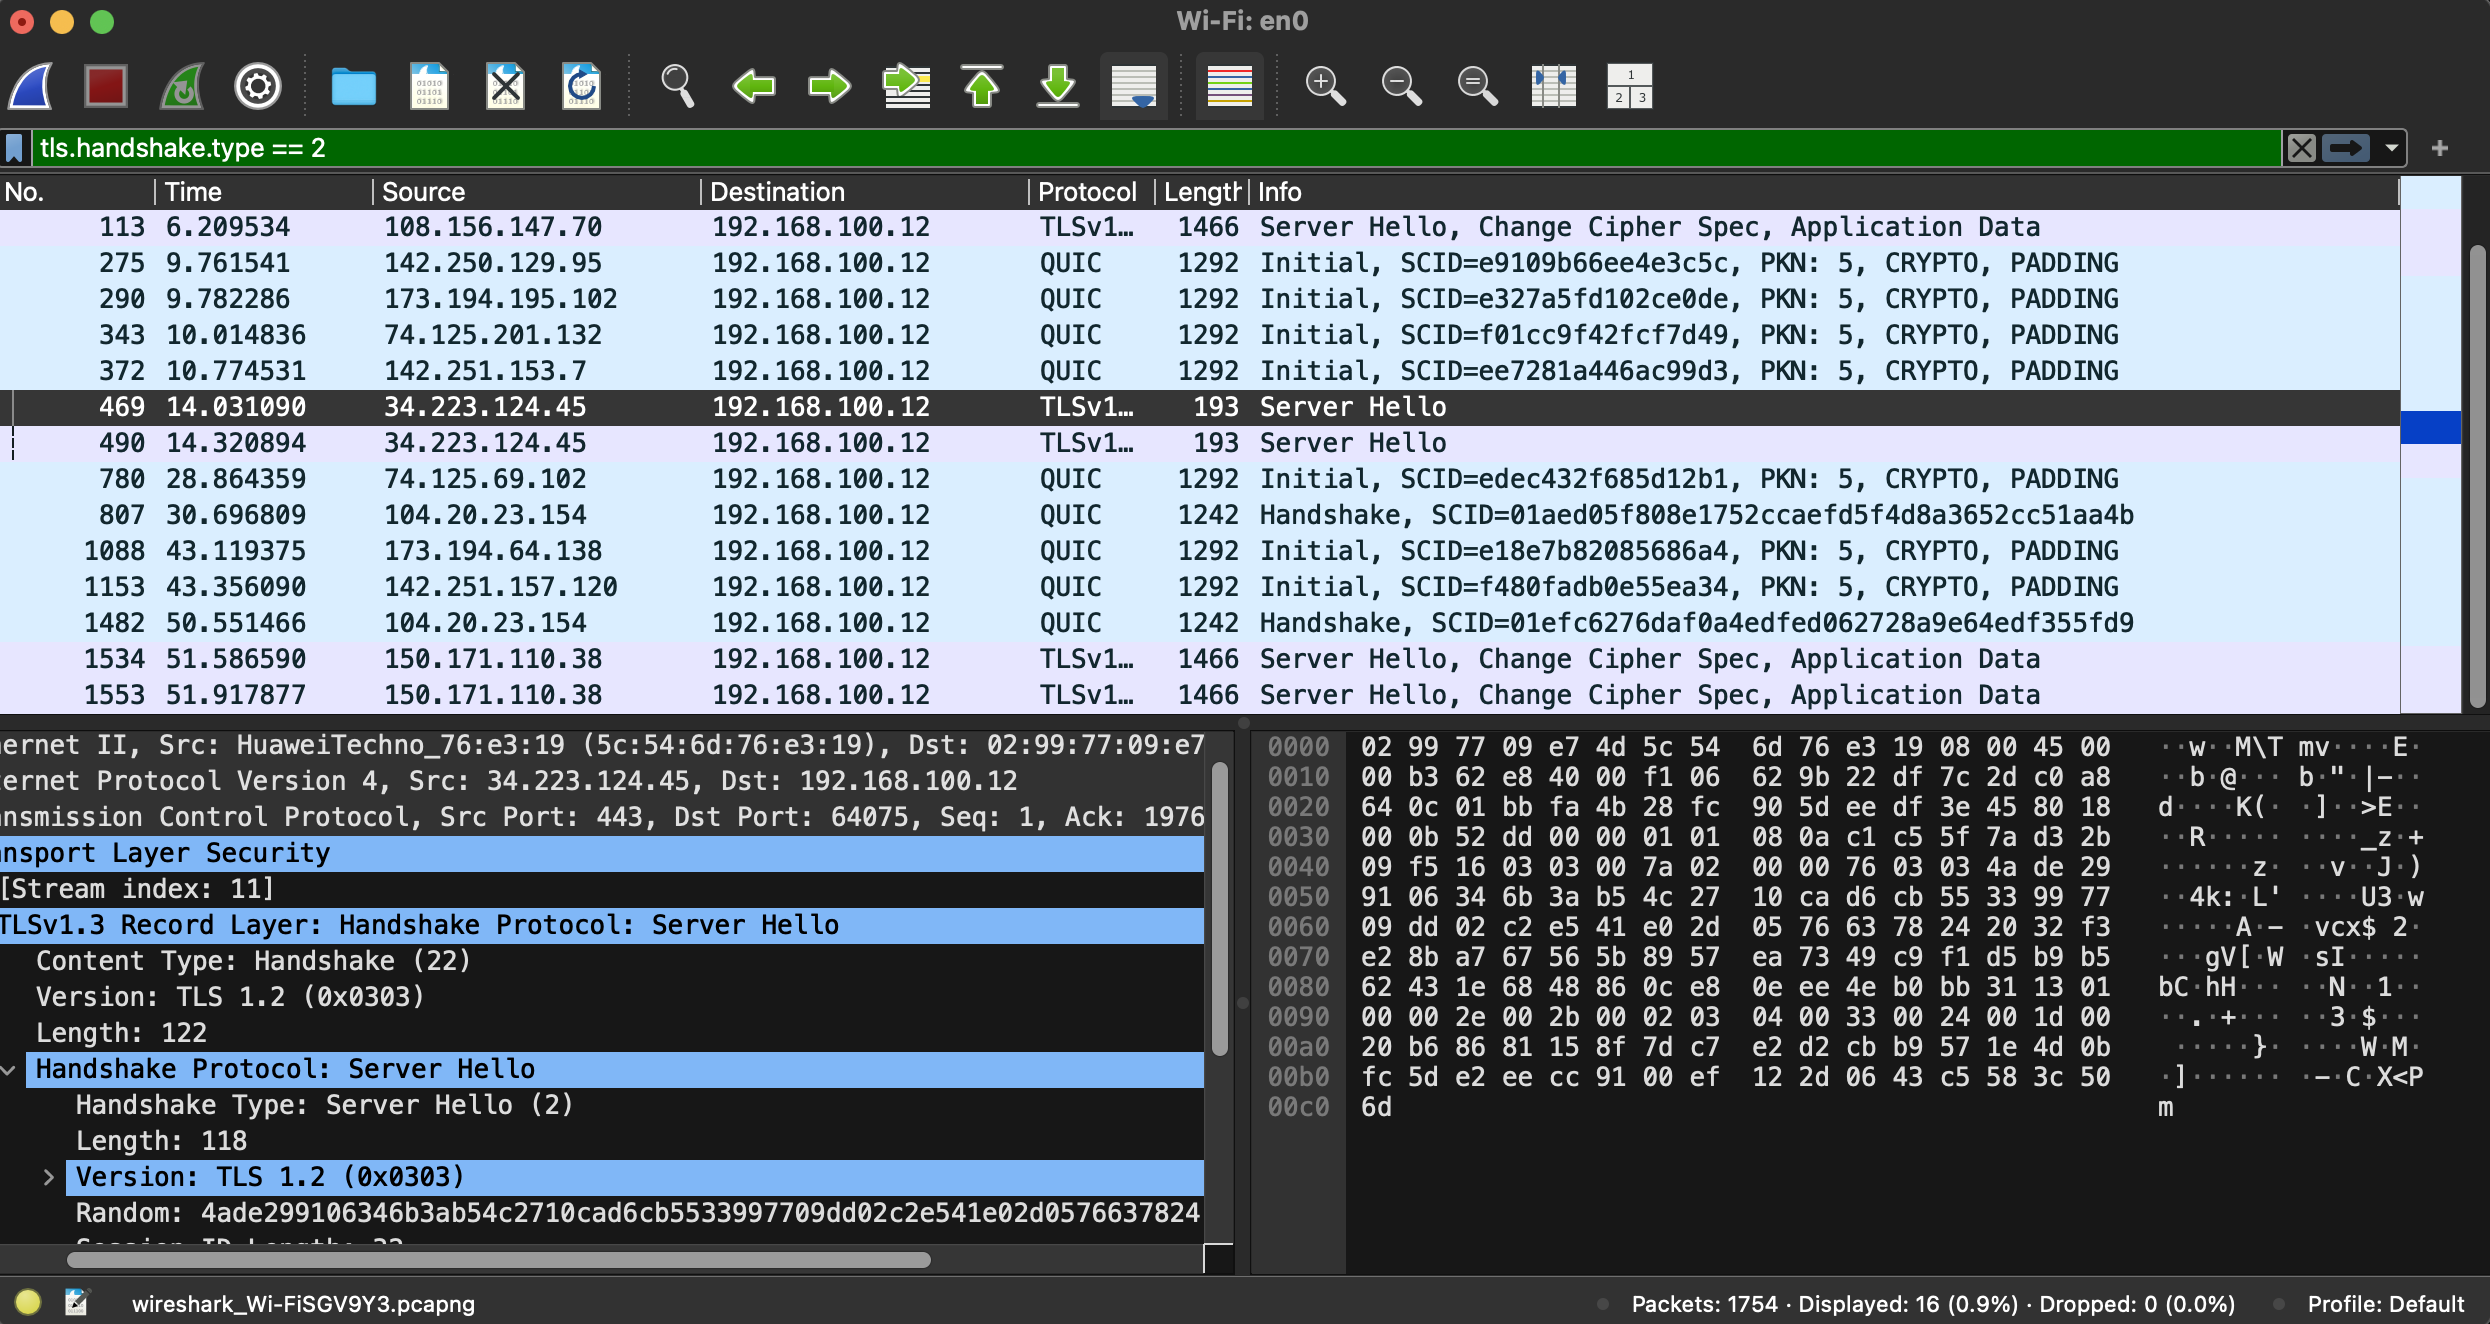 Wi-Fi: en0
1
2 3
tls.handshake.type == 2
No. Time Source Destination Protocol Length Info
113 6.209534 108.156.147.70 192.168.100.12 TLSv1… 1466 Server Hello, Change Cipher Spec, Application Data
275 9.761541 142.250.129.95 192.168.100.12 QUIC 1292 Initial, SCID=e9109b66ee4e3c5c, PKN: 5, CRYPTO, PADDING
290 9.782286 173.194.195.102 192.168.100.12 QUIC 1292 Initial, SCID=e327a5fd102ce0de, PKN: 5, CRYPTO, PADDING
343 10.014836 74.125.201.132 192.168.100.12 QUIC 1292 Initial, SCID=f01cc9f42fcf7d49, PKN: 5, CRYPTO, PADDING
372 10.774531 142.251.153.7 192.168.100.12 QUIC 1292 Initial, SCID=ee7281a446ac99d3, PKN: 5, CRYPTO, PADDING
469 14.031090 34.223.124.45 192.168.100.12 TLSv1… 193 Server Hello
490 14.320894 34.223.124.45 192.168.100.12 TLSv1… 193 Server Hello
780 28.864359 74.125.69.102 192.168.100.12 QUIC 1292 Initial, SCID=edec432f685d12b1, PKN: 5, CRYPTO, PADDING
807 30.696809 104.20.23.154 192.168.100.12 QUIC 1242 Handshake, SCID=01aed05f808e1752ccaefd5f4d8a3652cc51aa4b
1088 43.119375 173.194.64.138 192.168.100.12 QUIC 1292 Initial, SCID=e18e7b82085686a4, PKN: 5, CRYPTO, PADDING
1153 43.356090 142.251.157.120 192.168.100.12 QUIC 1292 Initial, SCID=f480fadb0e55ea34, PKN: 5, CRYPTO, PADDING
1482 50.551466 104.20.23.154 192.168.100.12 QUIC 1242 Handshake, SCID=01efc6276daf0a4edfed062728a9e64edf355fd9
1534 51.586590 150.171.110.38 192.168.100.12 TLSv1… 1466 Server Hello, Change Cipher Spec, Application Data
1553 51.917877 150.171.110.38 192.168.100.12 TLSv1… 1466 Server Hello, Change Cipher Spec, Application Data
ernet II, Src: HuaweiTechno_76:e3:19 (5c:54:6d:76:e3:19), Dst: 02:99:77:09:e7
ternet Protocol Version 4, Src: 34.223.124.45, Dst: 192.168.100.12
ansmission Control Protocol, Src Port: 443, Dst Port: 64075, Seq: 1, Ack: 1976
ansport Layer Security
[Stream index: 11]
TLSv1.3 Record Layer: Handshake Protocol: Server Hello
Content Type: Handshake (22)
Version: TLS 1.2 (0x0303)
Length: 122
Handshake Protocol: Server Hello
Handshake Type: Server Hello (2)
Length: 118
Version: TLS 1.2 (0x0303)
Random: 4ade299106346b3ab54c2710cad6cb5533997709dd02c2e541e02d0576637824
0000 02 99 77 09 e7 4d 5c 54 6d 76 e3 19 08 00 45 00 ··w··M\T mv····E·
0010 00 b3 62 e8 40 00 f1 06 62 9b 22 df 7c 2d c0 a8 ··b·@··· b·"·|-··
0020 64 0c 01 bb fa 4b 28 fc 90 5d ee df 3e 45 80 18 d····K(· ·]··>E··
0030 00 0b 52 dd 00 00 01 01 08 0a c1 c5 5f 7a d3 2b ··R····· ····_z·+
0040 09 f5 16 03 03 00 7a 02 00 00 76 03 03 4a de 29 ······z· ··v··J·)
0050 91 06 34 6b 3a b5 4c 27 10 ca d6 cb 55 33 99 77 ··4k:·L' ····U3·w
0060 09 dd 02 c2 e5 41 e0 2d 05 76 63 78 24 20 32 f3 ·····A·- ·vcx$ 2·
0070 e2 8b a7 67 56 5b 89 57 ea 73 49 c9 f1 d5 b9 b5 ···gV[·W ·sI·····
0080 62 43 1e 68 48 86 0c e8 0e ee 4e b0 bb 31 13 01 bC·hH··· ··N··1··
0090 00 00 2e 00 2b 00 02 03 04 00 33 00 24 00 1d 00 ··.·+··· ··3·$···
00a0 20 b6 86 81 15 8f 7d c7 e2 d2 cb b9 57 1e 4d 0b ·····}· ····W·M·
00b0 fc 5d e2 ee cc 91 00 ef 12 2d 06 43 c5 58 3c 50 ·]······ ·-·C·X<P
00c0 6d m
wireshark_Wi-FiSGV9Y3.pcapng
Packets: 1754 · Displayed: 16 (0.9%) · Dropped: 0 (0.0%)
Profile: Default